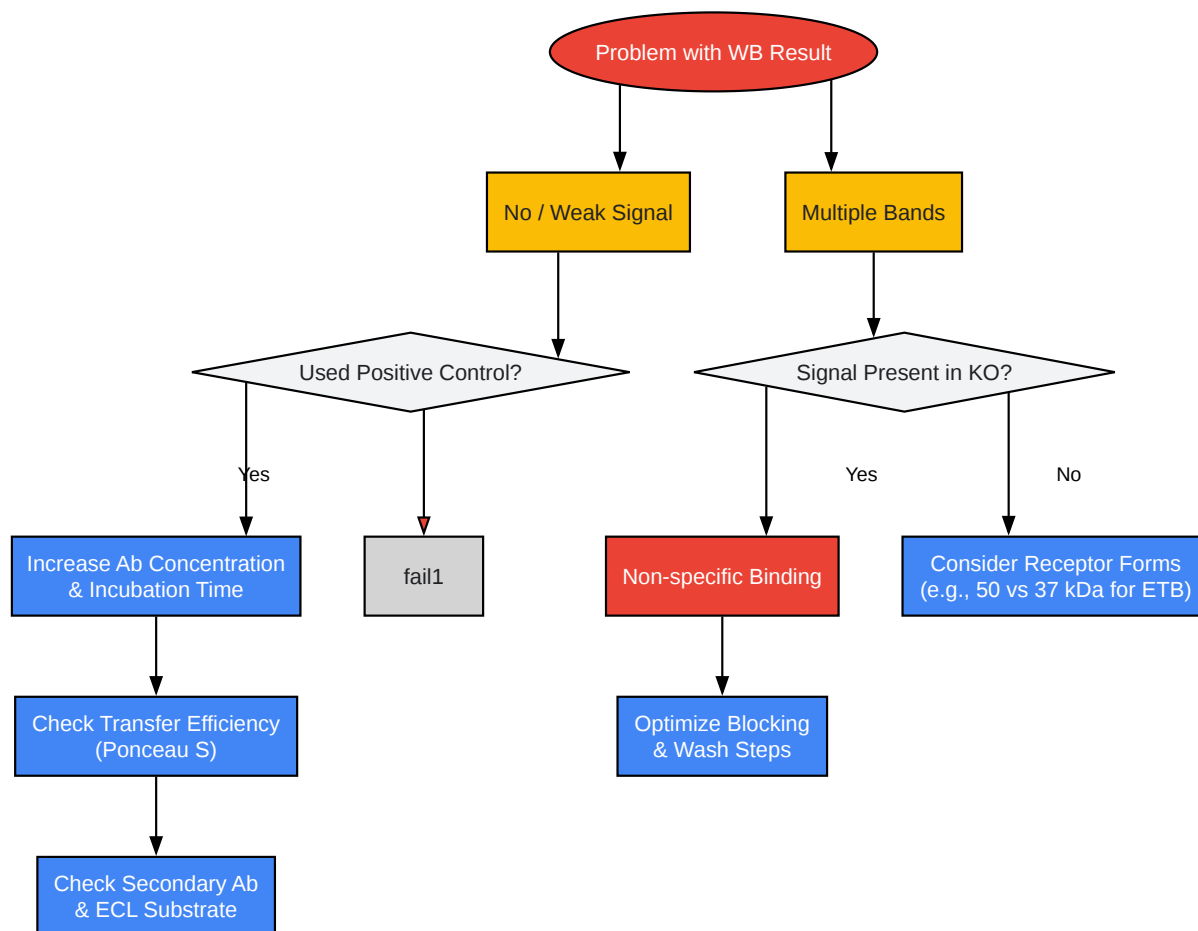 Problem with WB Result
No / Weak Signal
Multiple Bands
Used Positive Control?
Signal Present in KO?
Yes
Yes
No
Increase Ab Concentration
& Incubation Time
fail1
Non-specific Binding
Consider Receptor Forms
(e.g., 50 vs 37 kDa for ETB)
Check Transfer Efficiency
(Ponceau S)
Optimize Blocking
& Wash Steps
Check Secondary Ab
& ECL Substrate